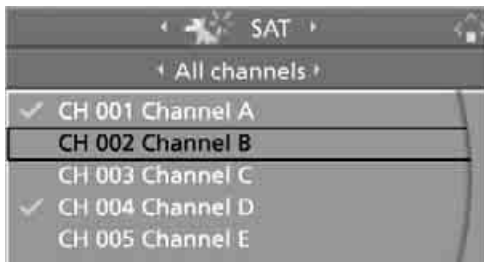 SAT
All channels
CH 001 Channel A
CH 002 Channel B
CH 003 Channel C
CH 004 Channel D
CH 005 Channel E